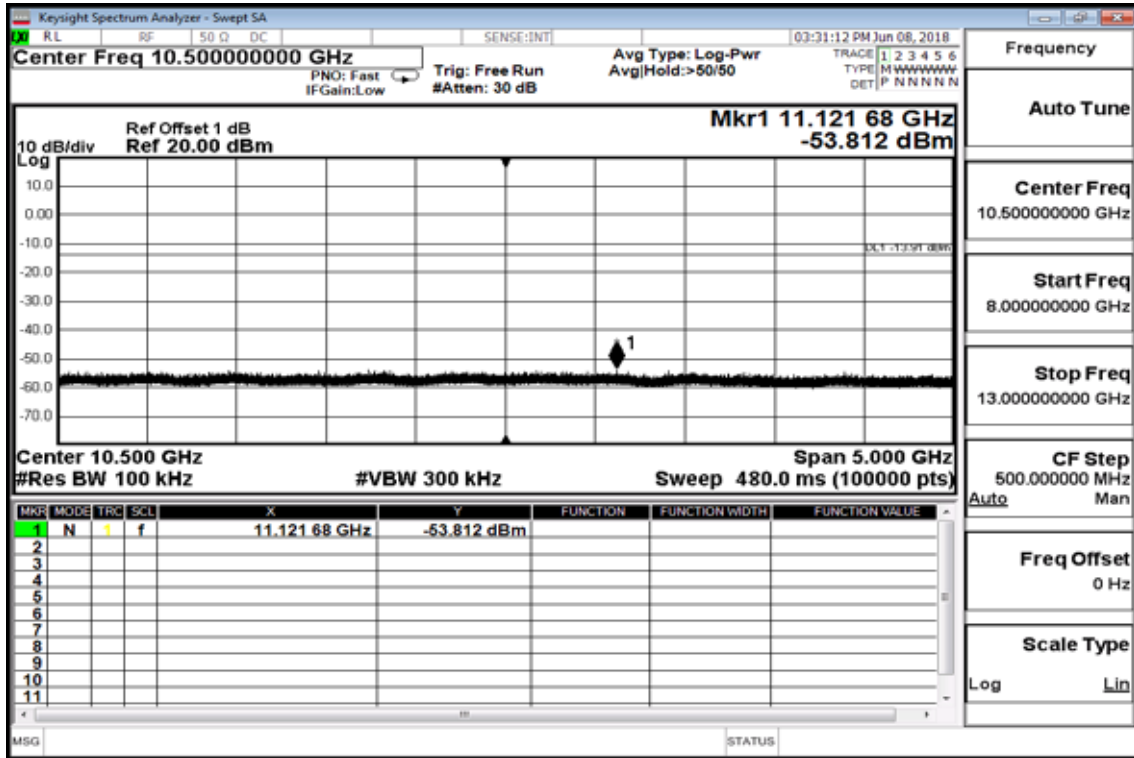 Keysight Spectrum Analyzer - Swept SA
RL RF 50 Ω DC SENSE:INT 03:31:12 PM Jun 08, 2018
Center Freq 10.500000000 GHz
PNO: Fast
IFGain:Low
Trig: Free Run
#Atten: 30 dB
Avg Type: Log-Pwr
Avg|Hold:>50/50
TRACE 1 2 3 4 5 6
TYPE M WWWWW
DET P N N N N N
Mkr1 11.121 68 GHz
-53.812 dBm
Ref Offset 1 dB
10 dB/div Ref 20.00 dBm
Log
10.0
0.00
-10.0
DL1 -13.91 dBm
-20.0
-30.0
-40.0
1
-50.0
-60.0
-70.0
Center 10.500 GHz Span 5.000 GHz
#Res BW 100 kHz #VBW 300 kHz Sweep 480.0 ms (100000 pts)
MKR MODE TRC SCL X Y FUNCTION FUNCTION WIDTH FUNCTION VALUE
1 N 1 f 11.121 68 GHz -53.812 dBm
2
3
4
5
6
7
8
9
10
11
MSG STATUS
Frequency
Auto Tune
Center Freq
10.500000000 GHz
Start Freq
8.000000000 GHz
Stop Freq
13.000000000 GHz
CF Step
500.000000 MHz
Auto Man
Freq Offset
0 Hz
Scale Type
Log Lin